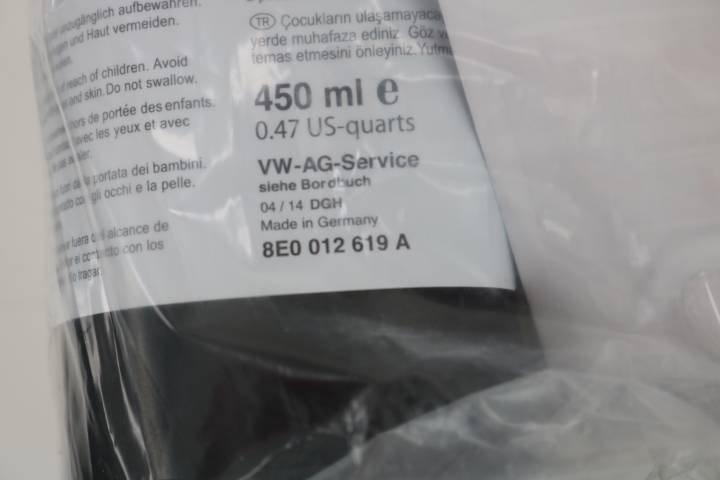 unzugänglich aufbewahren.
und Haut vermeiden.
reach of children. Avoid
and skin. Do not swallow.
hors de portée des enfants.
avec les yeux et avec
portata dei bambini.
gli occhi e la pelle.
fuera alcance de
con los
TR Çocukların ulaşamayaca
yerde muhafaza ediniz. Göz
temas etmesini önleyiniz. Yutm
450 ml e
0.47 US-quarts
VW-AG-Service
siehe Bordbuch
04 / 14 DGH
Made in Germany
8E0 012 619 A